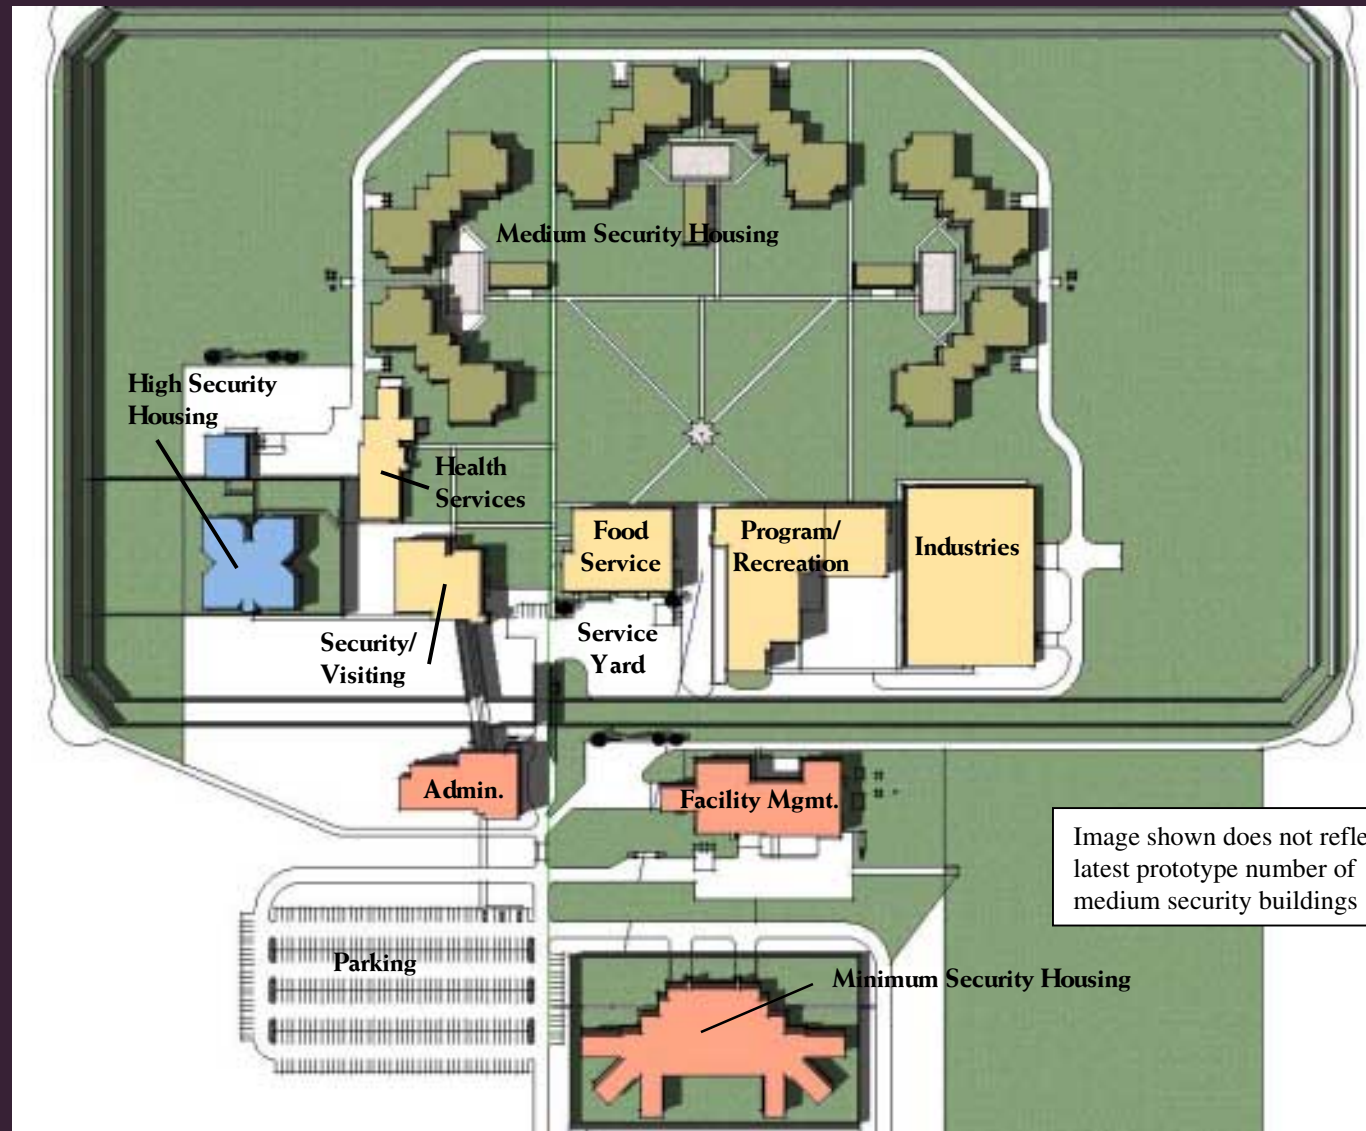 Medium Security Housing
High Security
Housing
Health
Services
Food
Service
Program/
Recreation
Industries
Security/
Visiting
Service
Yard
Admin.
Facility Mgmt.
Image shown does not refle
latest prototype number of
medium security buildings
Parking
Minimum Security Housing